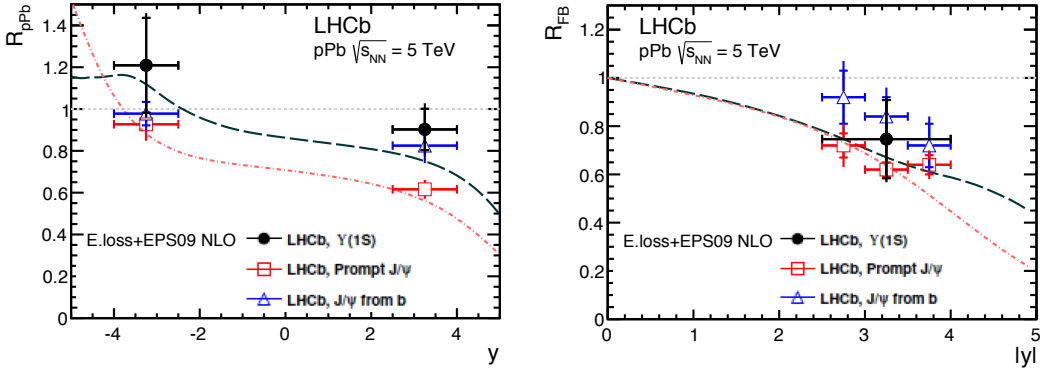 R_pPb
1.4
1.2
1
0.8
0.6
0.4
0.2
0
LHCb
pPb √s_NN = 5 TeV
E.loss+EPS09 NLO
LHCb, ϒ(1S)
LHCb, Prompt J/ψ
LHCb, J/ψ from b
-4
-2
0
2
4
y
R_FB
1.2
1
0.8
0.6
0.4
0.2
0
LHCb
pPb √s_NN = 5 TeV
E.loss+EPS09 NLO
LHCb, ϒ(1S)
LHCb, Prompt J/ψ
LHCb, J/ψ from b
0
1
2
3
4
5
|y|